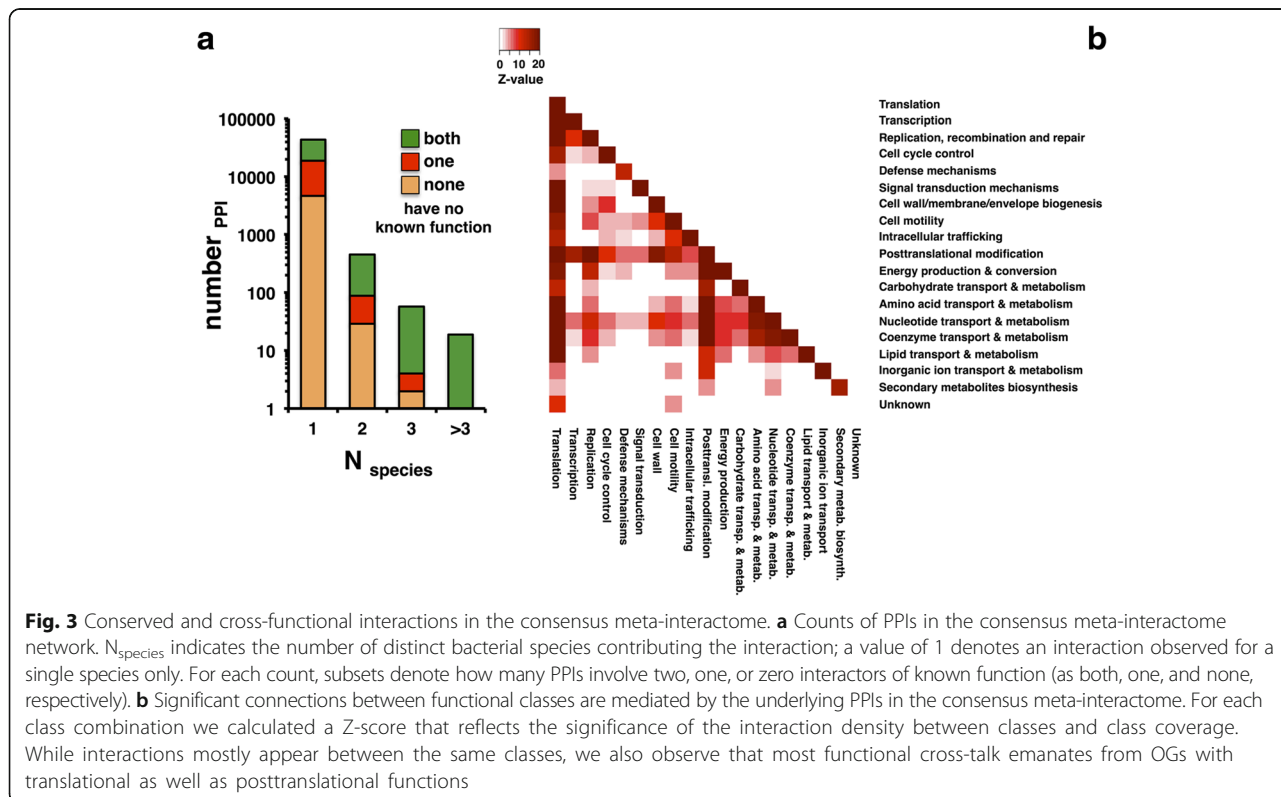 a
b
0 10 20
Z-value
100000
10000
1000
100
10
1
number PPI
both
one
none
have no
known function
1 2 3 >3
N species
Translation
Transcription
Replication, recombination and repair
Cell cycle control
Defense mechanisms
Signal transduction mechanisms
Cell wall/membrane/envelope biogenesis
Cell motility
Intracellular trafficking
Posttranslational modification
Energy production & conversion
Carbohydrate transport & metabolism
Amino acid transport & metabolism
Nucleotide transport & metabolism
Coenzyme transport & metabolism
Lipid transport & metabolism
Inorganic ion transport & metabolism
Secondary metabolites biosynthesis
Unknown
Translation
Transcription
Replication
Cell cycle control
Defense mechanisms
Signal transduction
Cell wall
Cell motility
Intracellular trafficking
Posttransl. modification
Energy production
Carbohydrate transp. & metab.
Amino acid transp. & metab.
Nucleotide transp. & metab.
Coenzyme transp. & metab.
Lipid transport & metab.
Inorganic ion transport
Secondary metab. biosynth.
Unknown
Fig. 3 Conserved and cross-functional interactions in the consensus meta-interactome. a Counts of PPIs in the consensus meta-interactome
network. Nspecies indicates the number of distinct bacterial species contributing the interaction; a value of 1 denotes an interaction observed for a
single species only. For each count, subsets denote how many PPIs involve two, one, or zero interactors of known function (as both, one, and none,
respectively). b Significant connections between functional classes are mediated by the underlying PPIs in the consensus meta-interactome. For each
class combination we calculated a Z-score that reflects the significance of the interaction density between classes and class coverage.
While interactions mostly appear between the same classes, we also observe that most functional cross-talk emanates from OGs with
translational as well as posttranslational functions